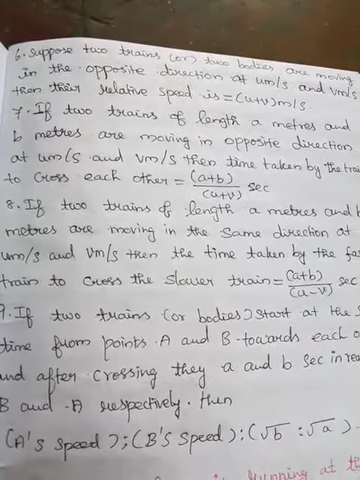 6. Suppose two trains (or) two bodies are moving
in the opposite direction at um/s and vm/s
then their relative speed is = (u+v)m/s.
7. If two trains of length a metres and
b metres are moving in opposite direction
at um/s and vm/s then time taken by the trai
to cross each other = (a+b)/(u+v) sec
8. If two trains of length a metres and b
metres are moving in the same direction at
um/s and vm/s then the time taken by the fas
train to cross the slower train = (a+b)/(u-v) sec
9. If two trains (or bodies) start at the s
time from points A and B towards each o
and after crossing they a and b sec in rea
B and A respectively. then
(A's speed) : (B's speed) : (√b : √a).
running at th